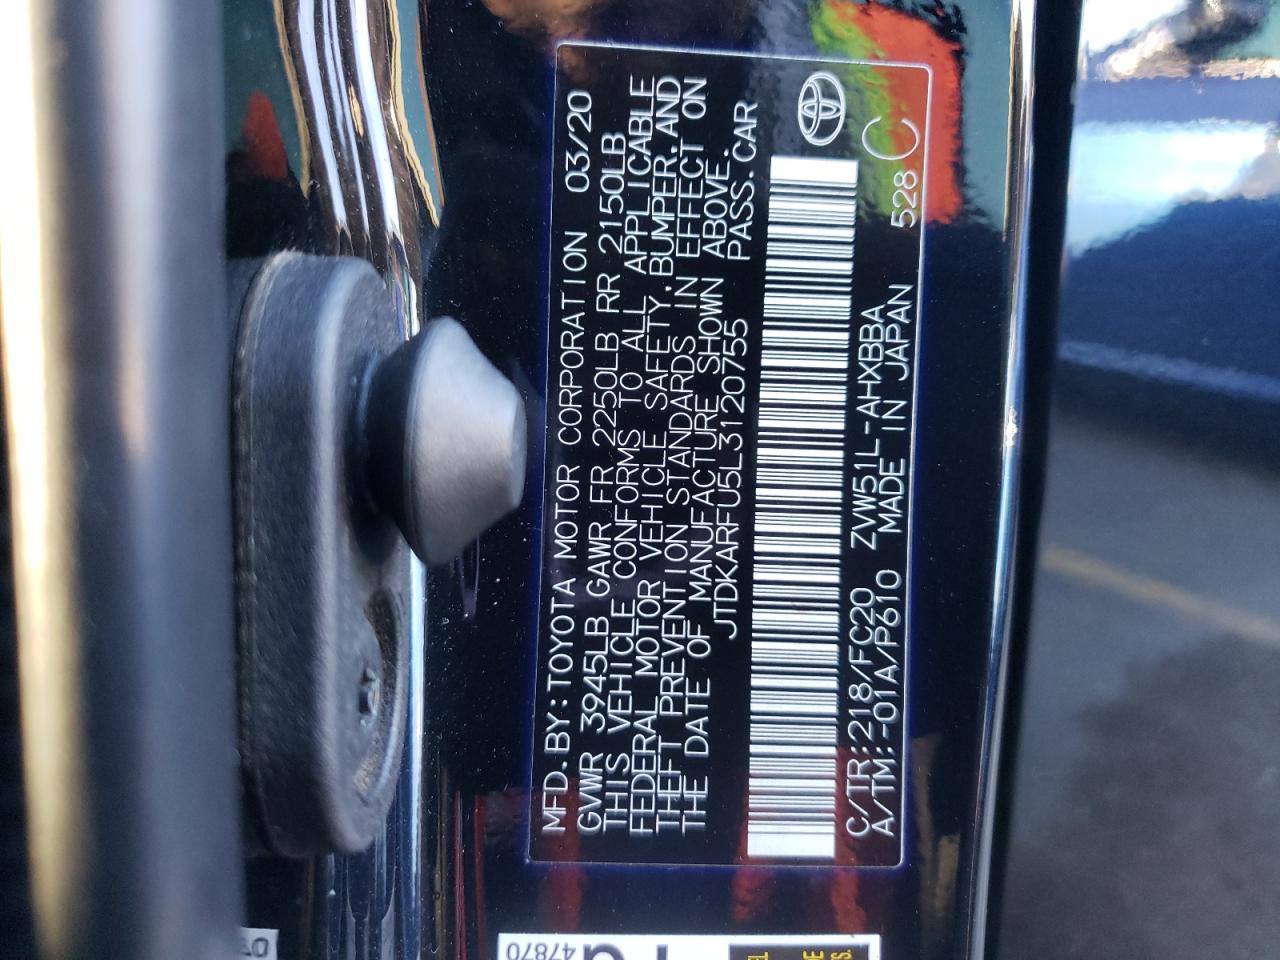 MFD.BY:TOYOTA MOTOR CORPORATION 03/20
GVWR 3945LB GAWR FR 2250LB RR 2150LB
THIS VEHICLE CONFORMS TO ALL APPLICABLE
FEDERAL MOTOR VEHICLE SAFETY,BUMPER,AND
THEFT PREVENTION STANDARDS IN EFFECT ON
THE DATE OF MANUFACTURE SHOWN ABOVE.
JTDKARFU5L3120755 PASS.CAR
C/TR:218/FC20 ZVW51L-AHXBBA 528 C
A/TM:-01A/P610 MADE IN JAPAN
47870